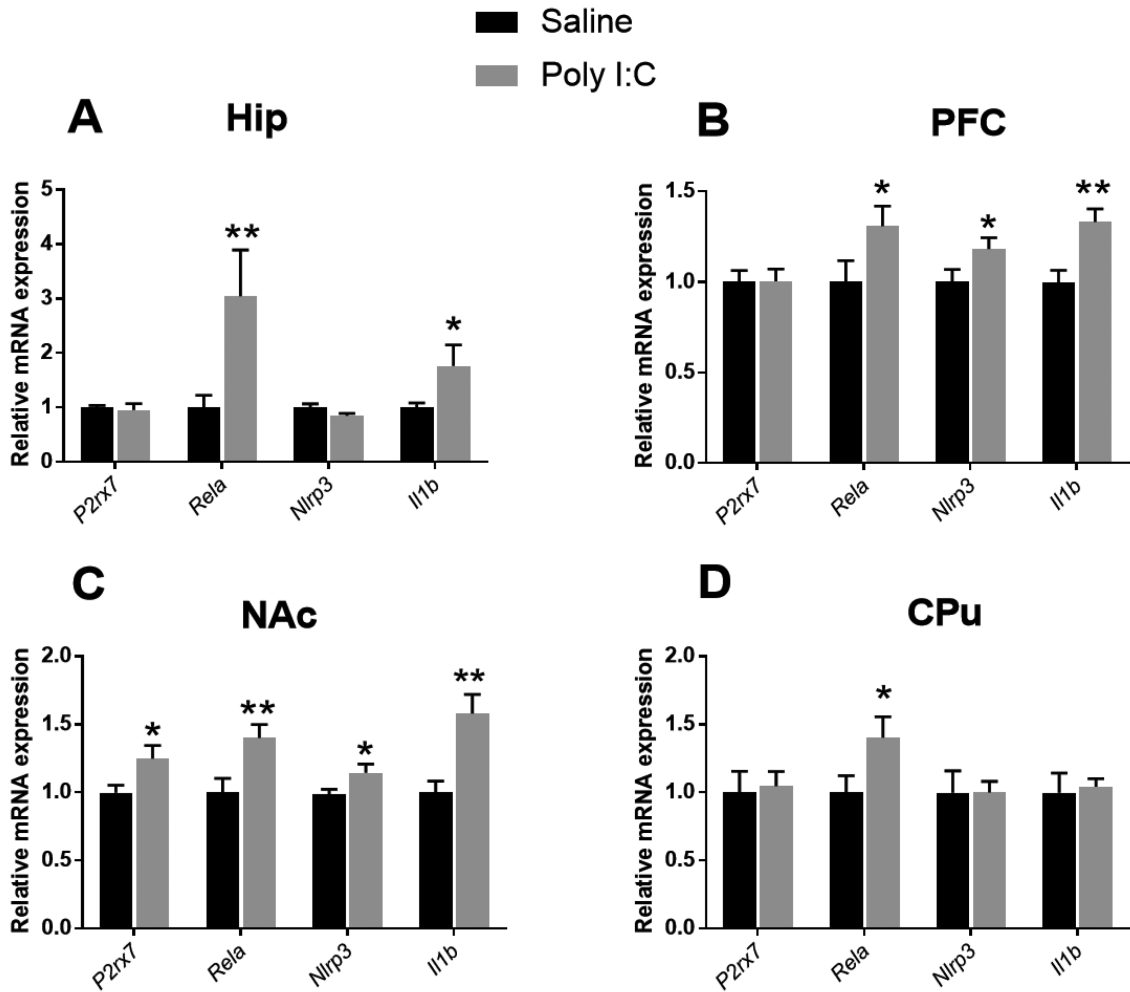 Saline
Poly I:C
A
Hip
Relative mRNA expression
5
4
3
2
1
0
**
*
P2rx7
Rela
Nlrp3
Il1b
B
PFC
Relative mRNA expression
1.5
1.0
0.5
0.0
*
*
**
P2rx7
Rela
Nlrp3
Il1b
C
NAc
Relative mRNA expression
2.0
1.5
1.0
0.5
0.0
*
**
*
**
P2rx7
Rela
Nlrp3
Il1b
D
CPu
Relative mRNA expression
2.0
1.5
1.0
0.5
0.0
*
P2rx7
Rela
Nlrp3
Il1b